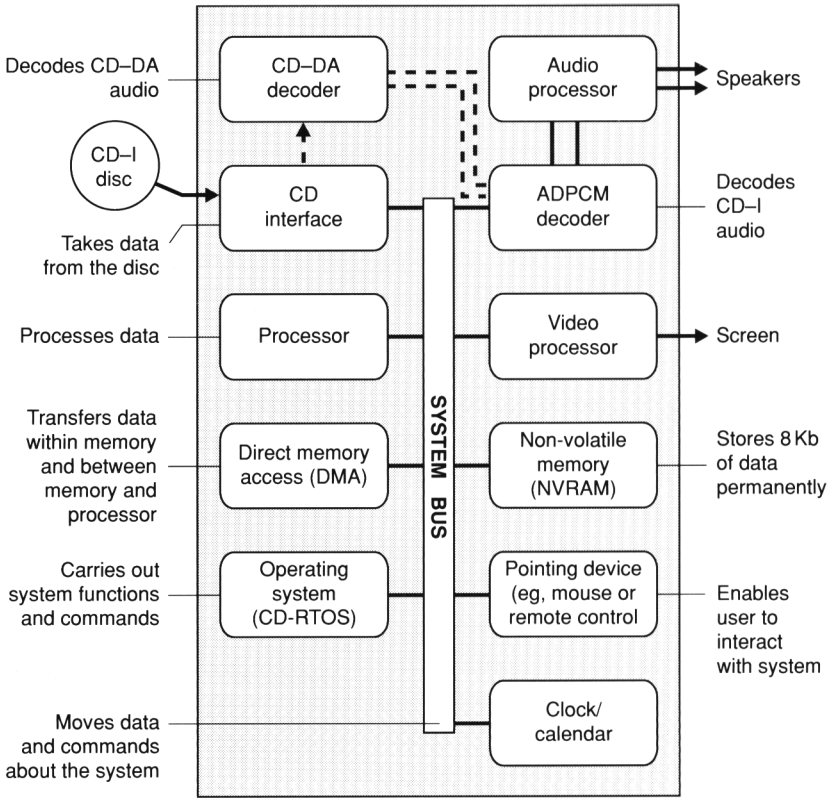 Decodes CD–DA
audio
CD–DA
decoder
Audio
processor
Speakers
CD–I
disc
CD
interface
ADPCM
decoder
Decodes
CD–I
audio
Takes data
from the disc
Processes data
Processor
Video
processor
Screen
SYSTEM BUS
Transfers data
within memory
and between
memory and
processor
Direct memory
access (DMA)
Non-volatile
memory
(NVRAM)
Stores 8 Kb
of data
permanently
Carries out
system functions
and commands
Operating
system
(CD-RTOS)
Pointing device
(eg, mouse or
remote control
Enables
user to
interact
with system
Moves data
and commands
about the system
Clock/
calendar